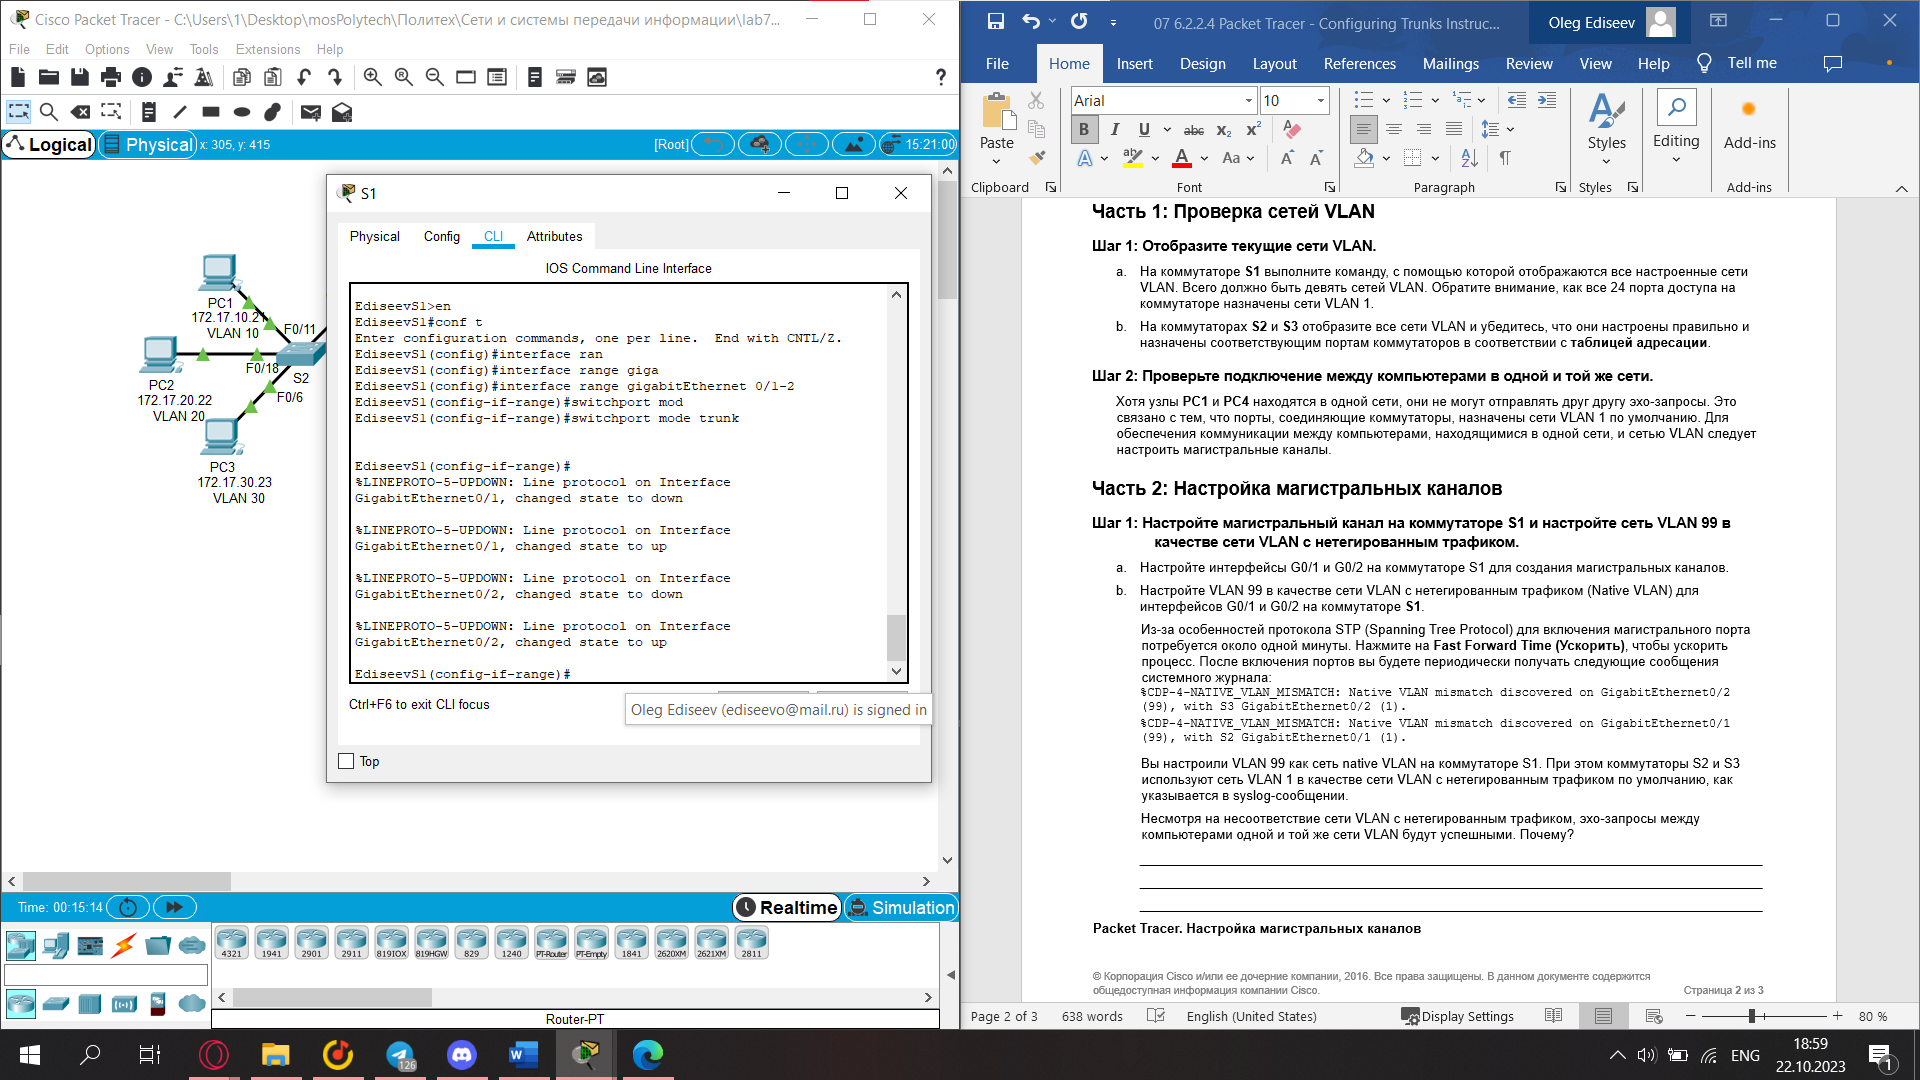 Cisco Packet Tracer - C:\Users\1\Desktop\mosPolytech\Политех\Сети и системы передачи информации\lab7...
File Edit Options View Tools Extensions Help
Logical
Physical
x: 305, y: 415
[Root]
15:21:00
PC1
172.17.10.21
VLAN 10
F0/11
PC2
172.17.20.22
VLAN 20
F0/18
S2
F0/6
PC3
172.17.30.23
VLAN 30
S1
Physical Config CLI Attributes
IOS Command Line Interface
EdiseevS1>en
EdiseevS1#conf t
Enter configuration commands, one per line. End with CNTL/Z.
EdiseevS1(config)#interface ran
EdiseevS1(config)#interface range giga
EdiseevS1(config)#interface range gigabitEthernet 0/1-2
EdiseevS1(config-if-range)#switchport mod
EdiseevS1(config-if-range)#switchport mode trunk
EdiseevS1(config-if-range)#
%LINEPROTO-5-UPDOWN: Line protocol on Interface
GigabitEthernet0/1, changed state to down
%LINEPROTO-5-UPDOWN: Line protocol on Interface
GigabitEthernet0/1, changed state to up
%LINEPROTO-5-UPDOWN: Line protocol on Interface
GigabitEthernet0/2, changed state to down
%LINEPROTO-5-UPDOWN: Line protocol on Interface
GigabitEthernet0/2, changed state to up
EdiseevS1(config-if-range)#
Ctrl+F6 to exit CLI focus
Oleg Ediseev (ediseevo@mail.ru) is signed in
Top
Time: 00:15:14
Realtime
Simulation
4321 1941 2901 2911 819IOX 819HGW 829 1240 PT-Router PT-Empty 1841 2620XM 2621XM 2811
Router-PT
07 6.2.2.4 Packet Tracer - Configuring Trunks Instruc...
Oleg Ediseev
File Home Insert Design Layout References Mailings Review View Help Tell me
Paste
Clipboard
Arial
10
Font
Paragraph
Styles
Styles
Editing
Add-ins
Add-ins
Часть 1: Проверка сетей VLAN
Шаг 1: Отобразите текущие сети VLAN.
a. На коммутаторе S1 выполните команду, с помощью которой отображаются все настроенные сети
VLAN. Всего должно быть девять сетей VLAN. Обратите внимание, как все 24 порта доступа на
коммутаторе назначены сети VLAN 1.
b. На коммутаторах S2 и S3 отобразите все сети VLAN и убедитесь, что они настроены правильно и
назначены соответствующим портам коммутаторов в соответствии с таблицей адресации.
Шаг 2: Проверьте подключение между компьютерами в одной и той же сети.
Хотя узлы PC1 и PC4 находятся в одной сети, они не могут отправлять друг другу эхо-запросы. Это
связано с тем, что порты, соединяющие коммутаторы, назначены сети VLAN 1 по умолчанию. Для
обеспечения коммуникации между компьютерами, находящимися в одной сети, и сетью VLAN следует
настроить магистральные каналы.
Часть 2: Настройка магистральных каналов
Шаг 1: Настройте магистральный канал на коммутаторе S1 и настройте сеть VLAN 99 в
качестве сети VLAN с нетегированным трафиком.
a. Настройте интерфейсы G0/1 и G0/2 на коммутаторе S1 для создания магистральных каналов.
b. Настройте VLAN 99 в качестве сети VLAN с нетегированным трафиком (Native VLAN) для
интерфейсов G0/1 и G0/2 на коммутаторе S1.
Из-за особенностей протокола STP (Spanning Tree Protocol) для включения магистрального порта
потребуется около одной минуты. Нажмите на Fast Forward Time (Ускорить), чтобы ускорить
процесс. После включения портов вы будете периодически получать следующие сообщения
системного журнала:
%CDP-4-NATIVE_VLAN_MISMATCH: Native VLAN mismatch discovered on GigabitEthernet0/2
(99), with S3 GigabitEthernet0/2 (1).
%CDP-4-NATIVE_VLAN_MISMATCH: Native VLAN mismatch discovered on GigabitEthernet0/1
(99), with S2 GigabitEthernet0/1 (1).
Вы настроили VLAN 99 как сеть native VLAN на коммутаторе S1. При этом коммутаторы S2 и S3
используют сеть VLAN 1 в качестве сети VLAN с нетегированным трафиком по умолчанию, как
указывается в syslog-сообщении.
Несмотря на несоответствие сети VLAN с нетегированным трафиком, эхо-запросы между
компьютерами одной и той же сети VLAN будут успешными. Почему?
Packet Tracer. Настройка магистральных каналов
© Корпорация Cisco и/или ее дочерние компании, 2016. Все права защищены. В данном документе содержится
общедоступная информация компании Cisco.
Страница 2 из 3
Page 2 of 3 638 words English (United States) Display Settings 80 %
126
ENG
18:59
22.10.2023
1